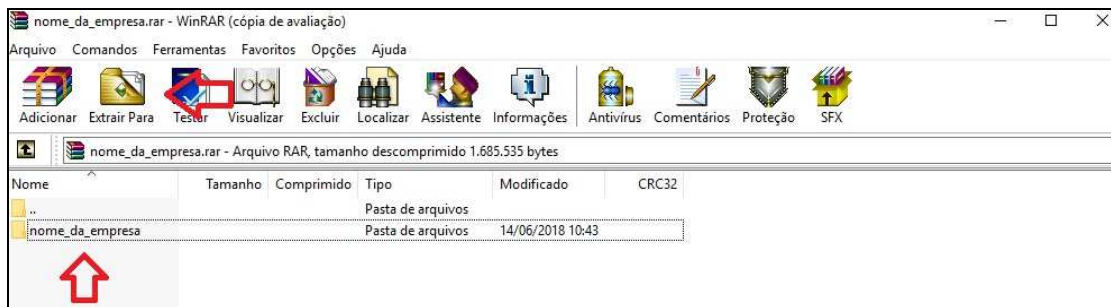 nome_da_empresa.rar - WinRAR (cópia de avaliação)
Arquivo Comandos Ferramentas Favoritos Opções Ajuda
Adicionar Extrair Para Testar Visualizar Excluir Localizar Assistente Informações Antivírus Comentários Proteção SFX
nome_da_empresa.rar - Arquivo RAR, tamanho descomprimido 1.685.535 bytes
Nome Tamanho Comprimido Tipo Modificado CRC32
.. Pasta de arquivos
nome_da_empresa Pasta de arquivos 14/06/2018 10:43